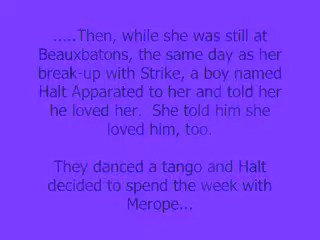 .....Then, while she was still at
Beauxbatons, the same day as her
break-up with Strike, a boy named
Halt Apparated to her and told her
he loved her.  She told him she
loved him, too.

They danced a tango and Halt
decided to spend the week with
Merope...